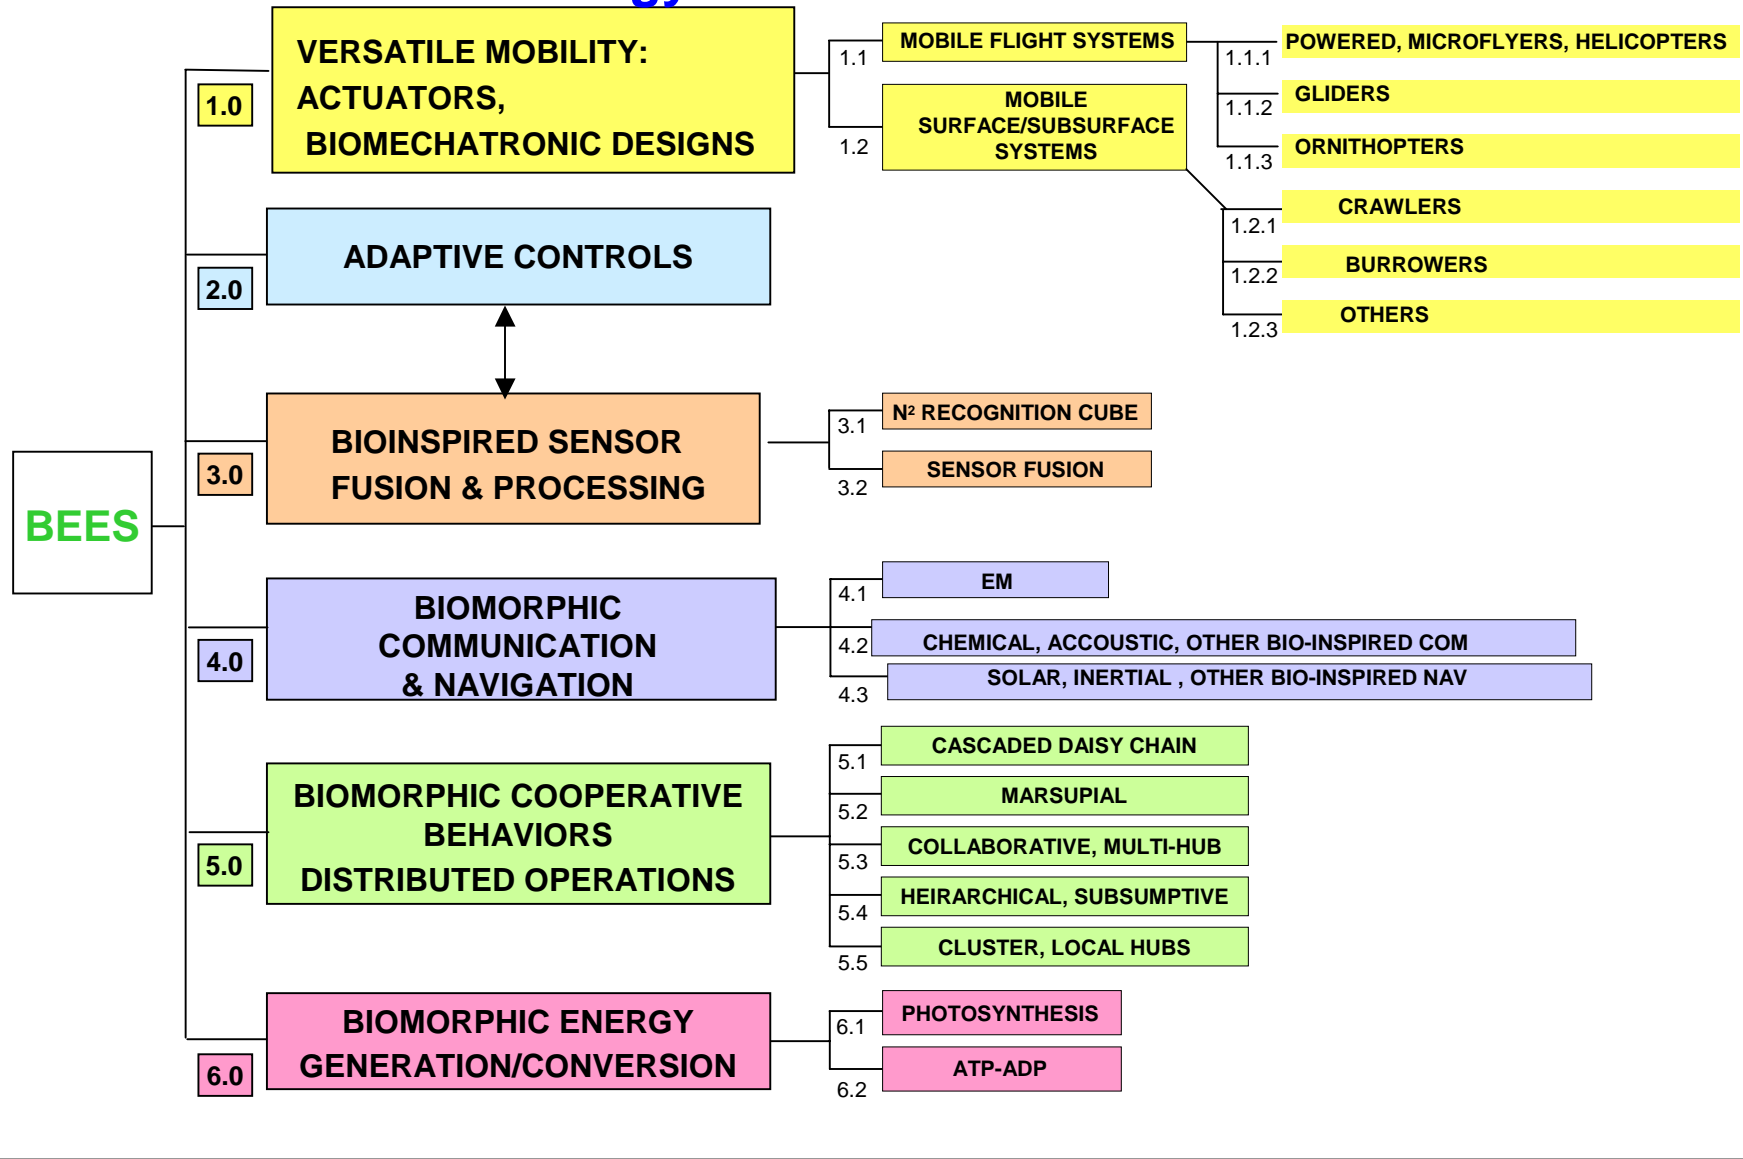 BEES
1.0
VERSATILE MOBILITY:
ACTUATORS,
BIOMECHATRONIC DESIGNS
1.1
MOBILE FLIGHT SYSTEMS
1.1.1
POWERED, MICROFLYERS, HELICOPTERS
1.1.2
GLIDERS
1.1.3
ORNITHOPTERS
1.2
MOBILE
SURFACE/SUBSURFACE
SYSTEMS
1.2.1
CRAWLERS
1.2.2
BURROWERS
1.2.3
OTHERS
2.0
ADAPTIVE CONTROLS
3.0
BIOINSPIRED SENSOR
FUSION & PROCESSING
3.1
N² RECOGNITION CUBE
3.2
SENSOR FUSION
4.0
BIOMORPHIC
COMMUNICATION
& NAVIGATION
4.1
EM
4.2
CHEMICAL, ACCOUSTIC, OTHER BIO-INSPIRED COM
4.3
SOLAR, INERTIAL , OTHER BIO-INSPIRED NAV
5.0
BIOMORPHIC COOPERATIVE
BEHAVIORS
DISTRIBUTED OPERATIONS
5.1
CASCADED DAISY CHAIN
5.2
MARSUPIAL
5.3
COLLABORATIVE, MULTI-HUB
5.4
HEIRARCHICAL, SUBSUMPTIVE
5.5
CLUSTER, LOCAL HUBS
6.0
BIOMORPHIC ENERGY
GENERATION/CONVERSION
6.1
PHOTOSYNTHESIS
6.2
ATP-ADP